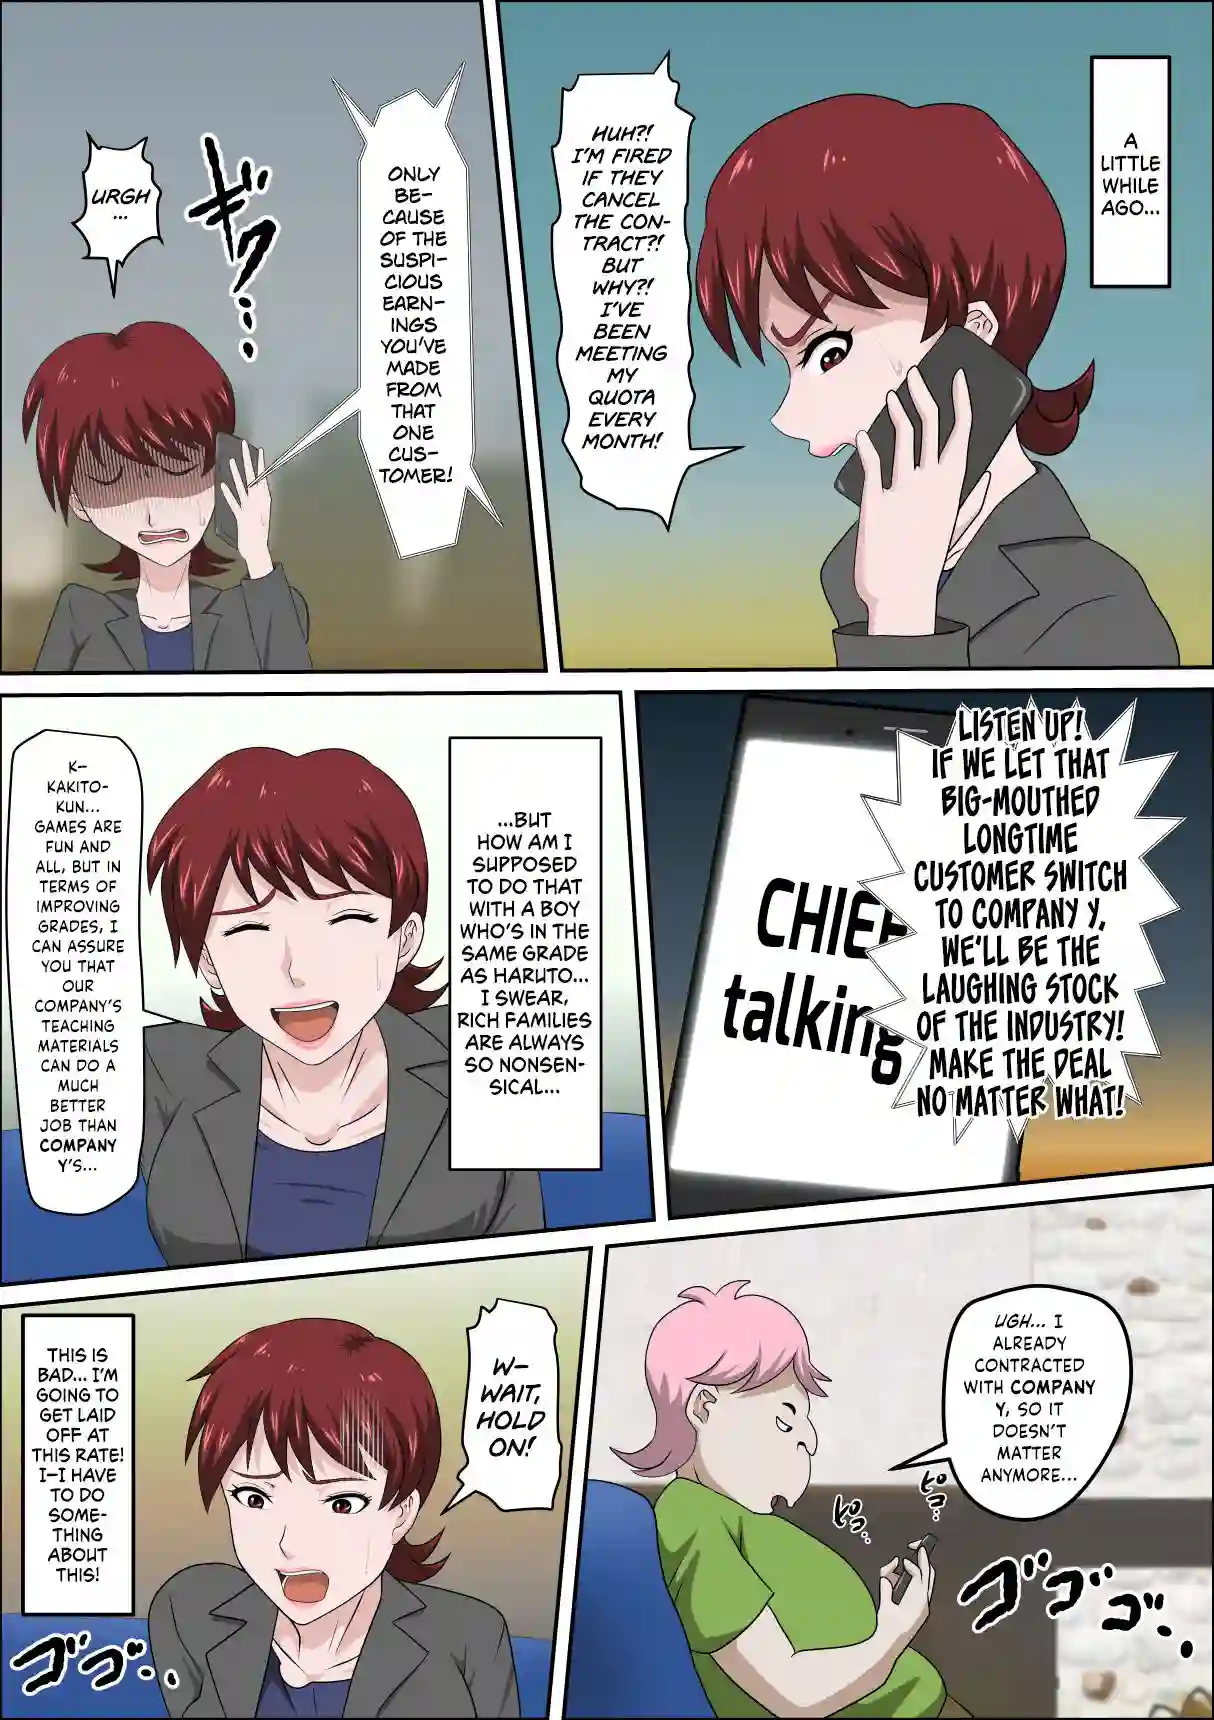 A
LITTLE
WHILE
AGO...
HUH?!
I'M FIRED
IF THEY
CANCEL
THE CON-
TRACT?!
BUT
WHY?!
I'VE
BEEN
MEETING
MY
QUOTA
EVERY
MONTH!
ONLY
BE-
CAUSE
OF THE
SUSPI-
CIOUS
EARN-
INGS
YOU'VE
MADE
FROM
THAT
ONE
CUS-
TOMER!
ギクッ…
URGH
...
LISTEN UP!
IF WE LET THAT
BIG-MOUTHED
LONGTIME
CUSTOMER SWITCH
TO COMPANY Y,
WE'LL BE THE
LAUGHING STOCK
OF THE INDUSTRY!
MAKE THE DEAL
NO MATTER WHAT!
CHIEF
talking
...BUT
HOW AM I
SUPPOSED
TO DO THAT
WITH A BOY
WHO'S IN THE
SAME GRADE
AS HARUTO...
I SWEAR,
RICH FAMILIES
ARE ALWAYS
SO NONSEN-
SICAL...
K-
KAKITO-
KUN...
GAMES ARE
FUN AND
ALL, BUT IN
TERMS OF
IMPROVING
GRADES, I
CAN ASSURE
YOU THAT
OUR
COMPANY'S
TEACHING
MATERIALS
CAN DO A
MUCH
BETTER
JOB THAN
COMPANY
Y'S...
UGH... I
ALREADY
CONTRACTED
WITH COMPANY
Y, SO IT
DOESN'T
MATTER
ANYMORE...
ピコ…
ピコ…
ゴゴゴ…
W-
WAIT,
HOLD
ON!
THIS IS
BAD... I'M
GOING TO
GET LAID
OFF AT
THIS RATE!
I-I HAVE
TO DO
SOME-
THING
ABOUT
THIS!
ゴゴ…